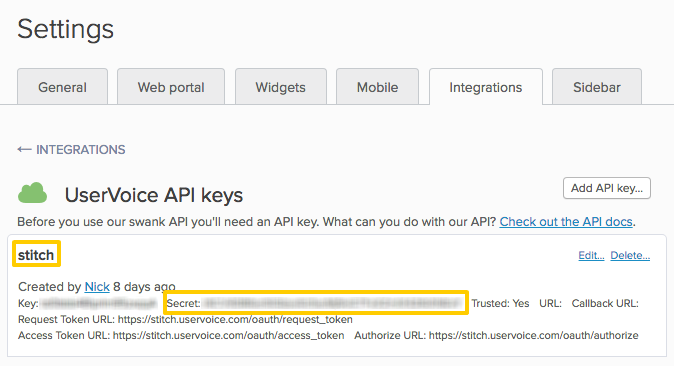 Settings
General Web portal Widgets Mobile Integrations Sidebar
← INTEGRATIONS
UserVoice API keys Add API key...
Before you use our swank API you'll need an API key. What can you do with our API? Check out the API docs.
stitch Edit... Delete...
Created by Nick 8 days ago
Key: Secret: Trusted: Yes URL: Callback URL:
Request Token URL: https://stitch.uservoice.com/oauth/request_token
Access Token URL: https://stitch.uservoice.com/oauth/access_token Authorize URL: https://stitch.uservoice.com/oauth/authorize